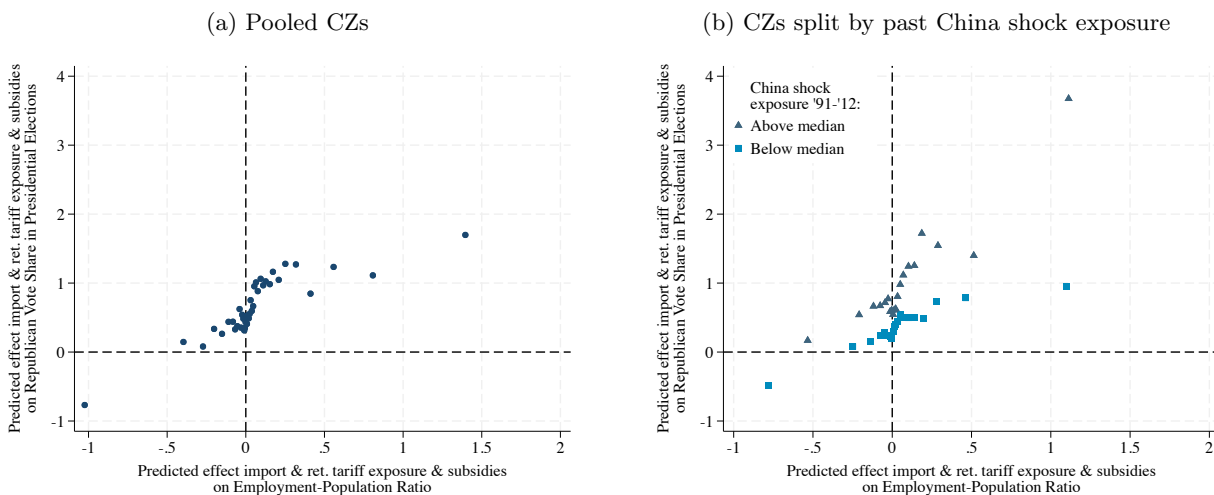 (a) Pooled CZs
Predicted effect import & ret. tariff exposure & subsidies
on Republican Vote Share in Presidential Elections
4
3
2
1
0
-1
-1
-.5
0
.5
1
1.5
2
Predicted effect import & ret. tariff exposure & subsidies
on Employment-Population Ratio
(b) CZs split by past China shock exposure
Predicted effect import & ret. tariff exposure & subsidies
on Republican Vote Share in Presidential Elections
4
3
2
1
0
-1
China shock
exposure '91-'12:
Above median
Below median
-1
-.5
0
.5
1
1.5
2
Predicted effect import & ret. tariff exposure & subsidies
on Employment-Population Ratio